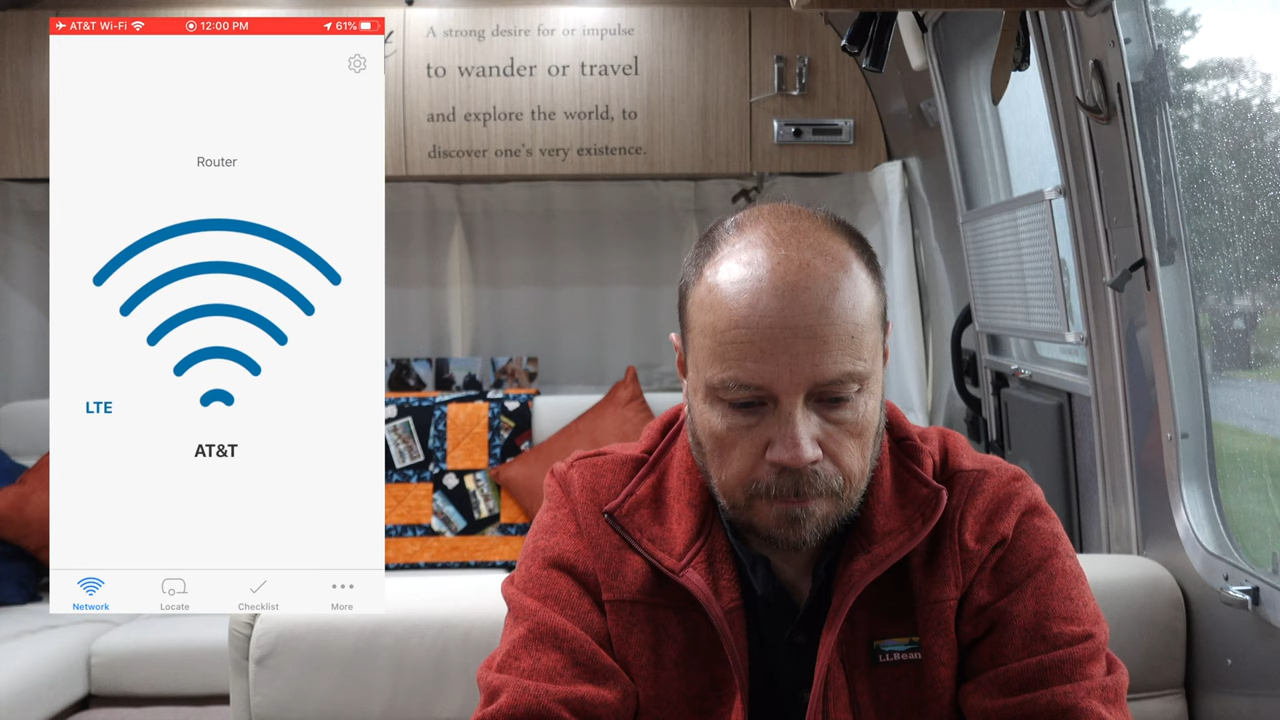 AT&T Wi-Fi
12:00 PM
61%
Router
LTE
AT&T
Network
Locate
Checklist
More
A strong desire for or impulse
to wander or travel
and explore the world, to
discover one's very existence.
L.L.Bean